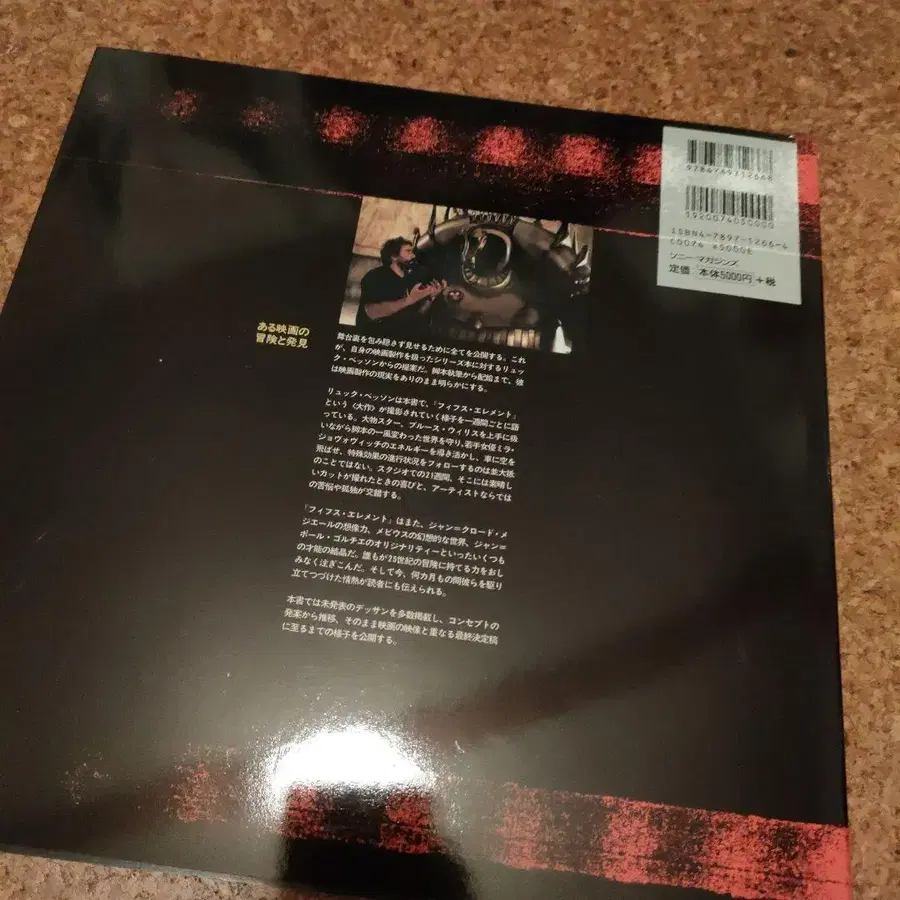 9784789712668
1920074050000
ISBN4-7897-1266-4
C0074 ¥5000E
ソニー・マガジンズ
定価 本体5000円 +税
ある映画の
冒険と発見
舞台裏を包み隠さず見せるために全てを公開する。これ
が、自身の映画製作を扱ったシリーズ本に対するリュッ
ク・ベッソンからの提案だ。脚本執筆から配給まで、彼
は映画製作の現実をありのまま明らかにする。
リュック・ベッソンは本書で、『フィフス・エレメント』
という〈大作〉が撮影されていく様子を一週間ごとに語
っている。大物スター、ブルース・ウィリスを上手に扱
いながら脚本の一風変わった世界を守り、若手女優ミラ・
ジョヴォヴィッチのエネルギーを導き活かし、車に空を
飛ばせ、特殊効果の進行状況をフォローするのは並大抵
のことではない。スタジオでの21週間、そこには素晴し
いカットが撮れたときの喜びと、アーティストならでは
の苦悩や孤独が交錯する。
『フィフス・エレメント』はまた、ジャン=クロード・メ
ジエールの想像力、メビウスの幻想的な世界、ジャン=
ポール・ゴルチエのオリジナリティーといったいくつも
の才能の結晶だ。誰もが23世紀の冒険に持てる力をおし
みなく注ぎこんだ。そして今、何カ月もの間彼らを駆り
立てつづけた情熱が読者にも伝えられる。
本書では未発表のデッサンを多数掲載し、コンセプトの
発案から推移、そのまま映画の映像と重なる最終決定稿
に至るまでの様子を公開する。